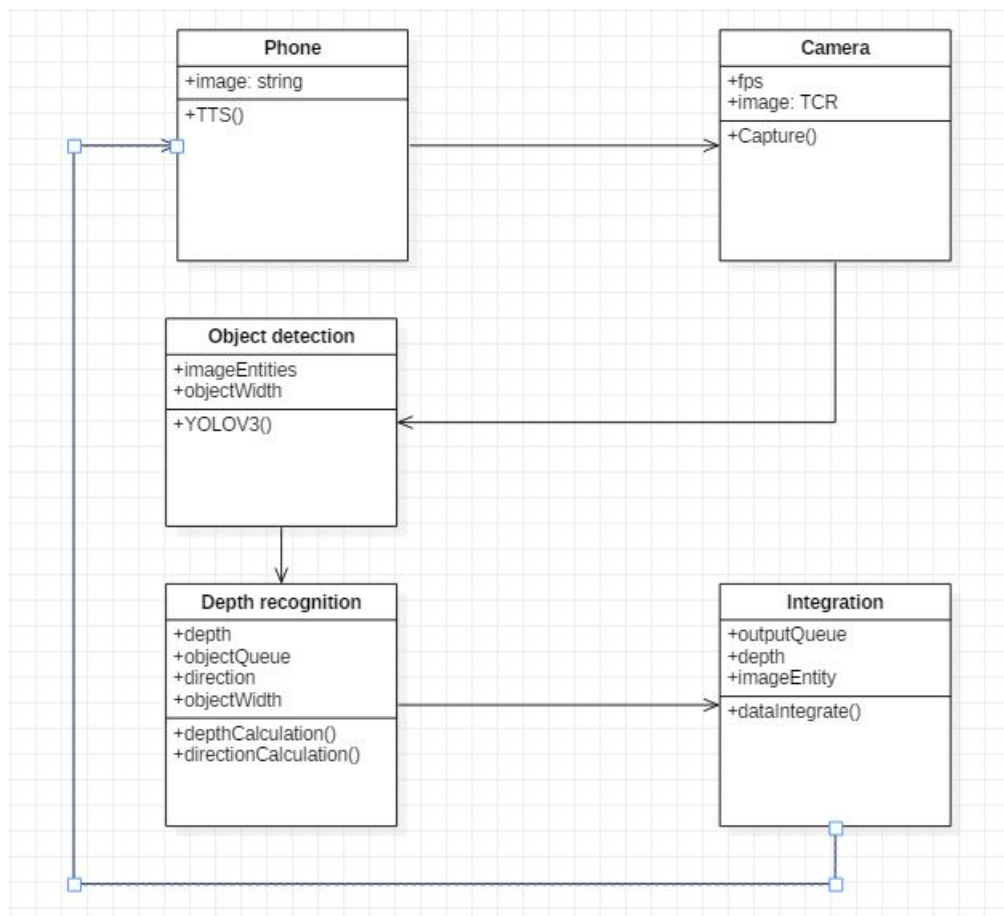 Phone
+image: string
+TTS()
Camera
+fps
+image: TCR
+Capture()
Object detection
+imageEntities
+objectWidth
+YOLOV3()
Depth recognition
+depth
+objectQueue
+direction
+objectWidth
+depthCalculation()
+directionCalculation()
Integration
+outputQueue
+depth
+imageEntity
+dataIntegrate()